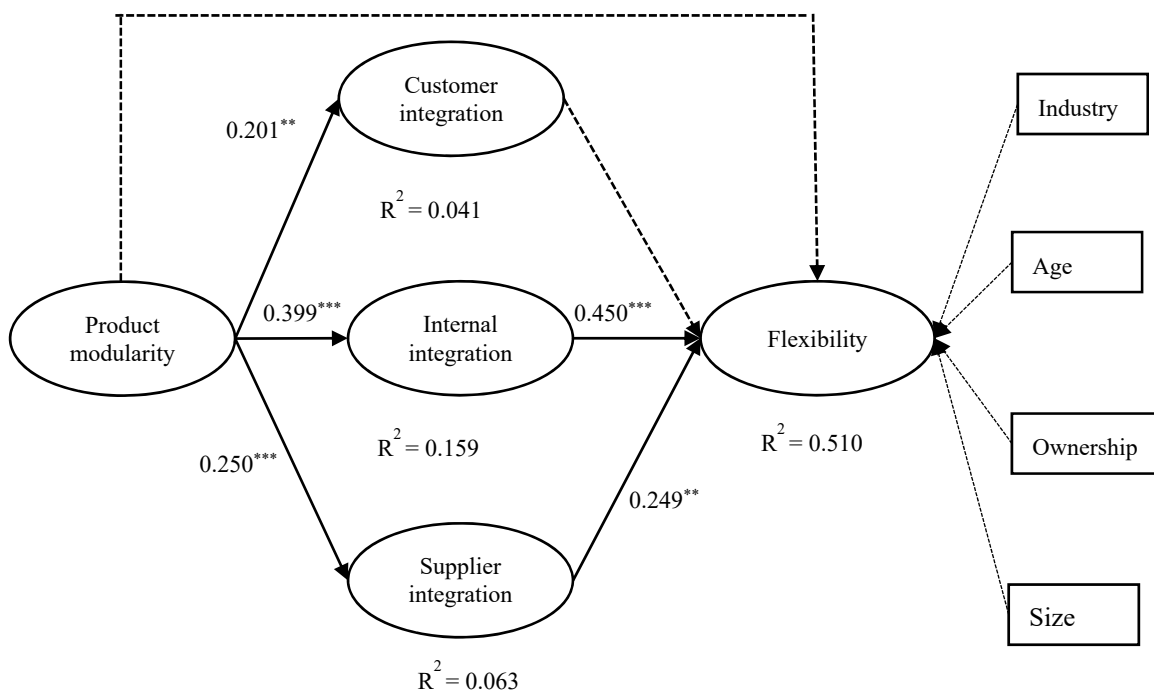 Customer
integration
Industry
0.201**
R² = 0.041
Age
Product
modularity
0.399***
Internal
integration
0.450***
Flexibility
R² = 0.159
R² = 0.510
Ownership
0.250***
0.249**
Supplier
integration
Size
R² = 0.063